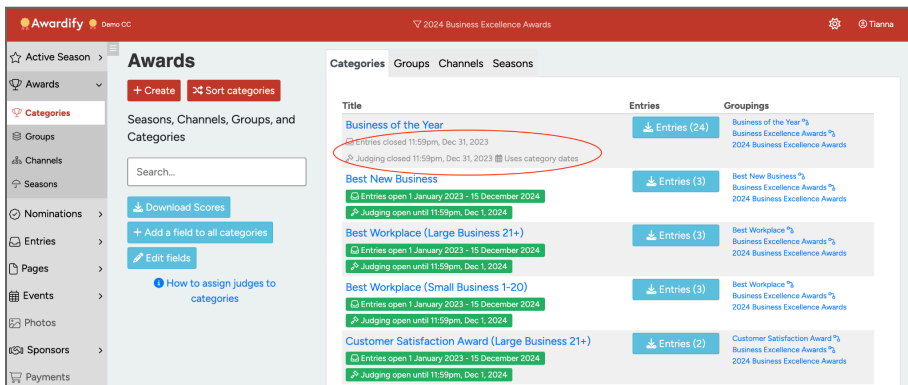 Awardify Demo CC
2024 Business Excellence Awards
Tianna
Active Season
Awards
Categories
Groups
Channels
Seasons
Nominations
Entries
Pages
Events
Photos
Sponsors
Payments
Awards
+ Create
Sort categories
Seasons, Channels, Groups, and
Categories
Search...
Download Scores
+ Add a field to all categories
Edit fields
How to assign judges to
categories
Categories Groups Channels Seasons
Title Entries Groupings
Business of the Year
Entries closed 11:59pm, Dec 31, 2023
Judging closed 11:59pm, Dec 31, 2023 Uses category dates
Entries (24)
Business of the Year
Business Excellence Awards
2024 Business Excellence Awards
Best New Business
Entries open 1 January 2023 - 15 December 2024
Judging open until 11:59pm, Dec 1, 2024
Entries (3)
Best New Business
Business Excellence Awards
2024 Business Excellence Awards
Best Workplace (Large Business 21+)
Entries open 1 January 2023 - 15 December 2024
Judging open until 11:59pm, Dec 1, 2024
Entries (3)
Best Workplace
Business Excellence Awards
2024 Business Excellence Awards
Best Workplace (Small Business 1-20)
Entries open 1 January 2023 - 15 December 2024
Judging open until 11:59pm, Dec 1, 2024
Entries (3)
Best Workplace
Business Excellence Awards
2024 Business Excellence Awards
Customer Satisfaction Award (Large Business 21+)
Entries open 1 January 2023 - 15 December 2024
Judging open until 11:59pm, Dec 1, 2024
Entries (2)
Customer Satisfaction Award
Business Excellence Awards
2024 Business Excellence Awards